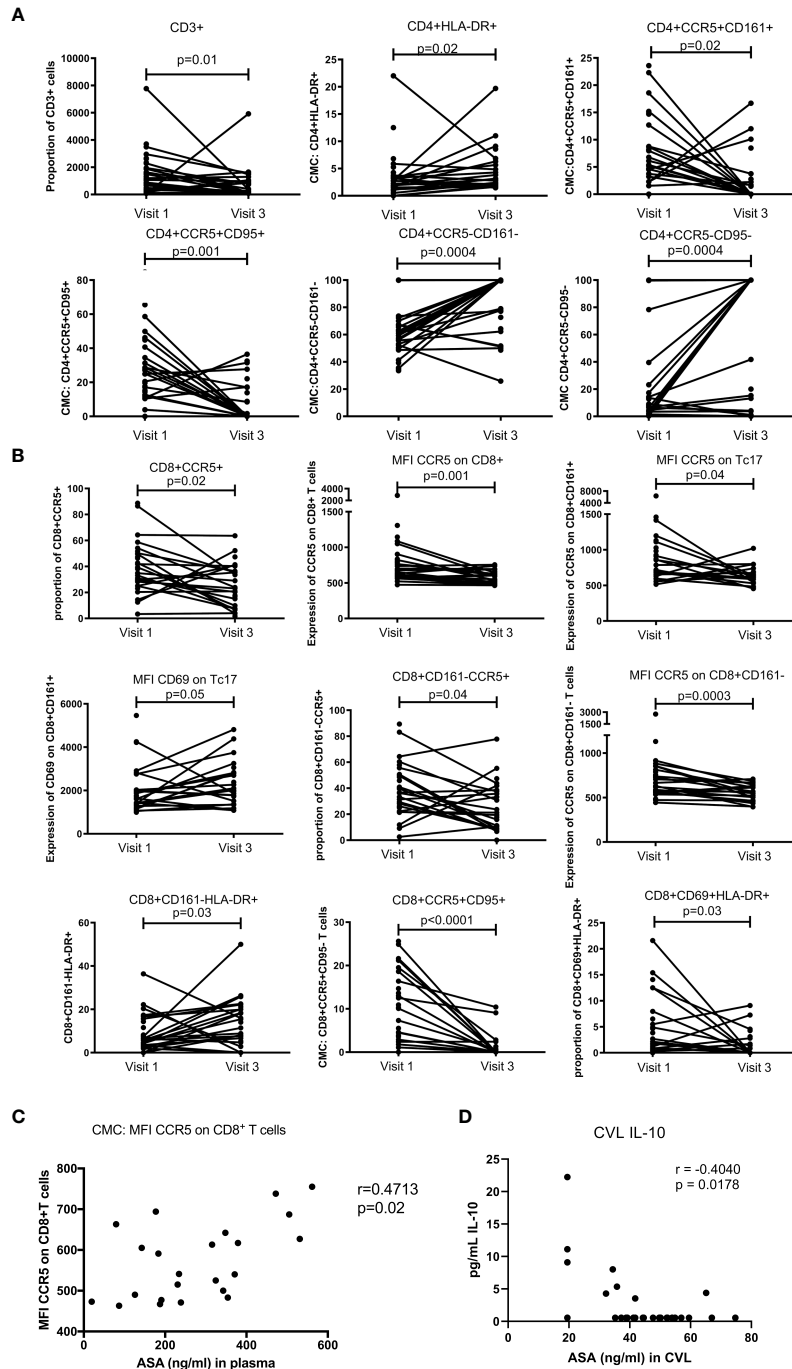 A
CD3+
p=0.01
Proportion of CD3+ cells
10000
8000
6000
4000
2000
0
Visit 1
Visit 3
CD4+HLA-DR+
p=0.02
CMC: CD4+HLA-DR+
25
20
15
10
5
0
Visit 1
Visit 3
CD4+CCR5+CD161+
p=0.02
CMC:CD4+CCR5+CD161+
25
20
15
10
5
0
Visit 1
Visit 3
CD4+CCR5+CD95+
p=0.001
CMC: CD4+CCR5+CD95+
80
60
40
20
0
Visit 1
Visit 3
CD4+CCR5-CD161-
p=0.0004
CMC:CD4+CCR5-CD161-
100
80
60
40
20
0
Visit 1
Visit 3
CD4+CCR5-CD95-
p=0.0004
CMC CD4+CCR5-CD95-
100
80
60
40
20
0
Visit 1
Visit 3
B
CD8+CCR5+
p=0.02
proportion of CD8+CCR5+
100
80
60
40
20
0
Visit 1
Visit 3
MFI CCR5 on CD8+
p=0.001
Expression of CCR5 on CD8+ T cells
4000
2000
1500
1000
500
0
Visit 1
Visit 3
MFI CCR5 on Tc17
p=0.04
Expression of CCR5 on CD8+CD161+
8000
4000
1500
1000
500
0
Visit 1
Visit 3
MFI CD69 on Tc17
p=0.05
Expression of CD69 on CD8+CD161+
6000
4000
2000
0
Visit 1
Visit 3
CD8+CD161-CCR5+
p=0.04
proportion of CD8+CD161-CCR5+
100
80
60
40
20
0
Visit 1
Visit 3
MFI CCR5 on CD8+CD161-
p=0.0003
Expression of CCR5 on CD8+CD161- T cells
3000
1500
1000
500
0
Visit 1
Visit 3
CD8+CD161-HLA-DR+
p=0.03
CD8+CD161-HLA-DR+
60
40
20
0
Visit 1
Visit 3
CD8+CCR5+CD95+
p<0.0001
CMC: CD8+CCR5+CD95- T cells
30
20
10
0
Visit 1
Visit 3
CD8+CD69+HLA-DR+
p=0.03
proportion of CD8+CD69+HLA-DR+
25
20
15
10
5
0
Visit 1
Visit 3
C
CMC: MFI CCR5 on CD8+ T cells
r=0.4713
p=0.02
MFI CCR5 on CD8+T cells
800
700
600
500
400
0
200
400
600
ASA (ng/ml) in plasma
D
CVL IL-10
r = -0.4040
p = 0.0178
pg/mL IL-10
25
20
15
10
5
0
0
20
40
60
80
ASA (ng/ml) in CVL